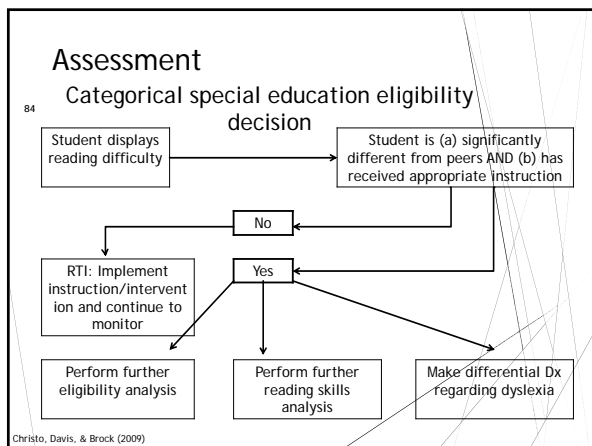 Assessment
Categorical special education eligibility
decision
84
Student displays
reading difficulty
Student is (a) significantly
different from peers AND (b) has
received appropriate instruction
No
Yes
RTI: Implement
instruction/intervent
ion and continue to
monitor
Perform further
eligibility analysis
Perform further
reading skills
analysis
Make differential Dx
regarding dyslexia
Christo, Davis, & Brock (2009)